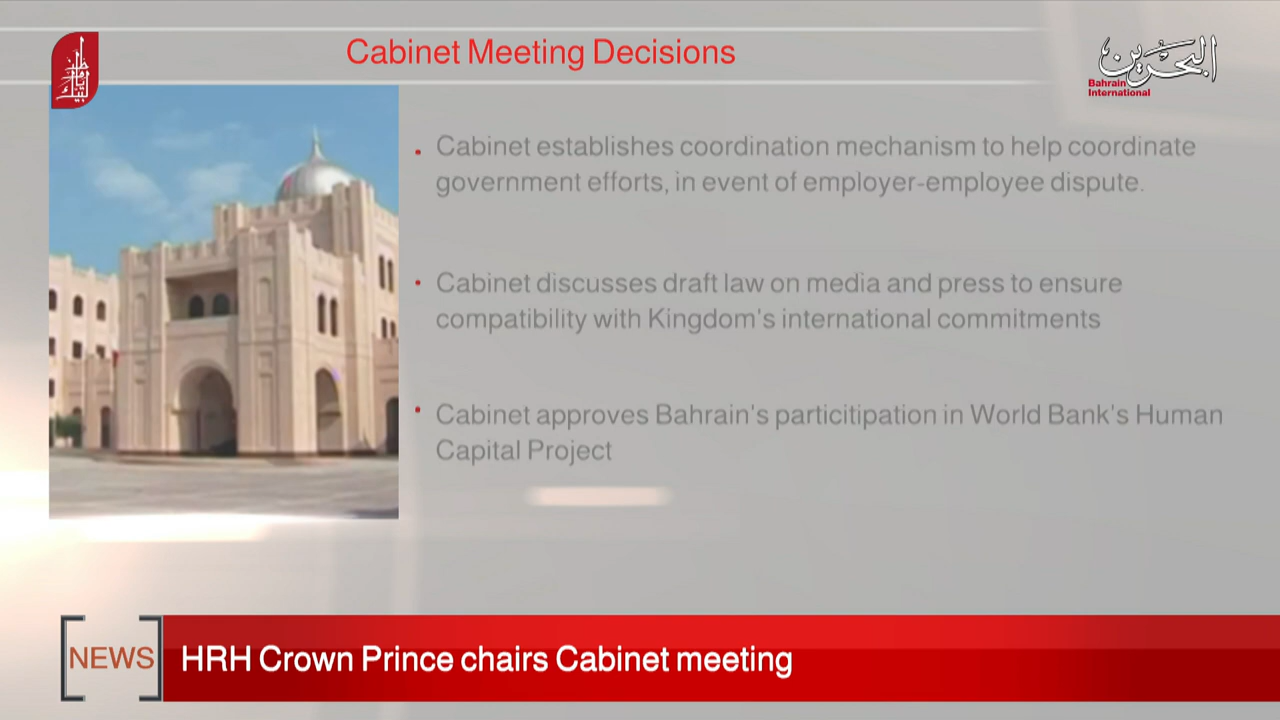 Cabinet Meeting Decisions
البحرين
Bahrain
International
Cabinet establishes coordination mechanism to help coordinate
government efforts, in event of employer-employee dispute.
Cabinet discusses draft law on media and press to ensure
compatibility with Kingdom's international commitments
Cabinet approves Bahrain's particitipation in World Bank's Human
Capital Project
NEWS
HRH Crown Prince chairs Cabinet meeting